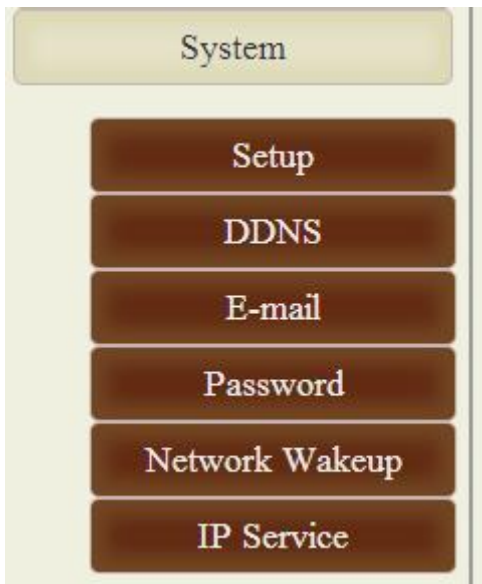 System
Setup
DDNS
E-mail
Password
Network Wakeup
IP Service